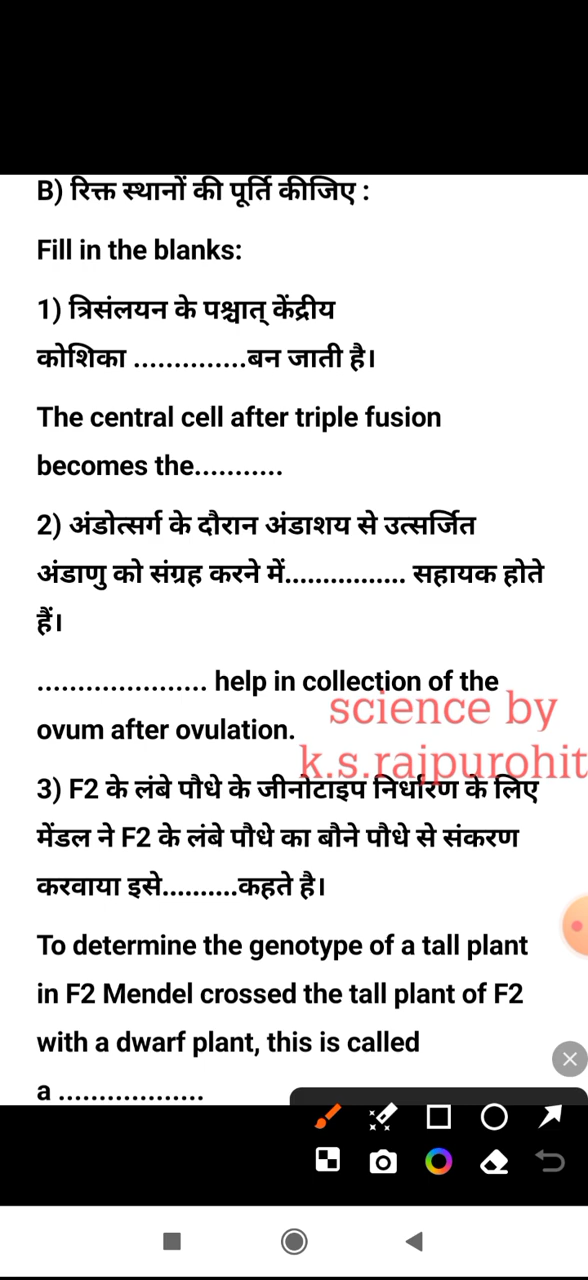 B) रिक्त स्थानों की पूर्ति कीजिए :
Fill in the blanks:
1) त्रिसंलयन के पश्चात् केंद्रीय
कोशिका ..............बन जाती है।
The central cell after triple fusion
becomes the...........
2) अंडोत्सर्ग के दौरान अंडाशय से उत्सर्जित
अंडाणु को संग्रह करने में............... सहायक होते
हैं।
..................... help in collection of the
science by
ovum after ovulation.
k.s.rajpurohit
3) F2 के लंबे पौधे के जीनोटाइप निर्धारण के लिए
मेंडल ने F2 के लंबे पौधे का बौने पौधे से संकरण
करवाया इसे..........कहते है।
To determine the genotype of a tall plant
in F2 Mendel crossed the tall plant of F2
with a dwarf plant, this is called
a ..................